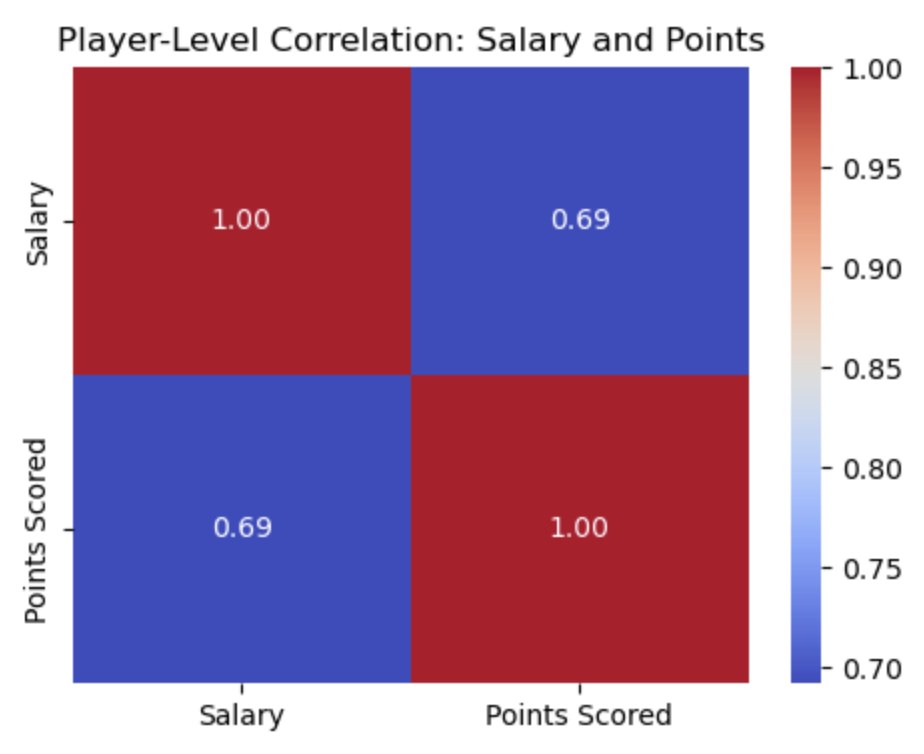 Player-Level Correlation: Salary and Points
1.00
0.69
0.69
1.00
Salary
Points Scored
Salary
Points Scored
1.00
0.95
0.90
0.85
0.80
0.75
0.70